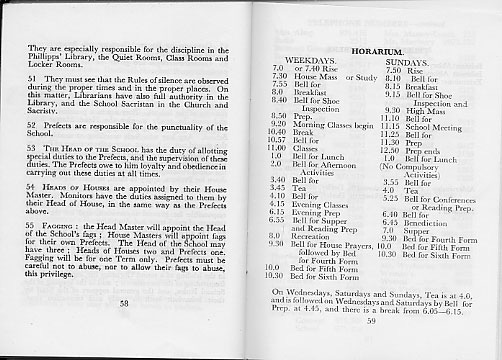 They are especially responsible for the discipline in the
Phillipps' Library, the Quiet Rooms, Class Rooms and
Locker Rooms.
51 They must see that the Rules of silence are observed
during the proper times and in the proper places. On
this matter, Librarians have also full authority in the
Library, and the School Sacristan in the Church and
Sacristy.
52 Prefects are responsible for the punctuality of the
School.
53 THE HEAD OF THE SCHOOL has the duty of allotting
special duties to the Prefects, and the supervision of these
duties. The Prefects owe to him loyalty and obedience in
carrying out these duties at all times.
54 HEADS OF HOUSES are appointed by their House
Master. Monitors have the duties assigned to them by
their Head of House, in the same way as the Prefects
above.
55 FAGGING : the Head Master will appoint the Head
of the School's fags ; House Masters will appoint fags
for their own Prefects. The Head of the School may
have three ; Heads of Houses two and Prefects one.
Fagging will be for one Term only. Prefects must be
careful not to abuse, nor to allow their fags to abuse,
this privilege.
58
HORARIUM.
WEEKDAYS.
7.0 or 7.40 Rise
7.30 House Mass or Study
7.55 Bell for
8.0 Breakfast
8.40 Bell for Shoe
Inspection
8.50 Prep.
9.20 Morning Classes begin
10.40 Break
10.57 Bell for
11.00 Classes
1.0 Bell for Lunch
2.0 Bell for Afternoon
Activities
3.40 Bell for
3.45 Tea
4.10 Bell for
4.15 Evening Classes
6.15 Evening Prep
6.55 Bell for Supper
and Reading Prep
8.0 Recreation
9.30 Bell for House Prayers,
followed by Bed
for Fourth Form
10.0 Bed for Fifth Form
10.30 Bed for Sixth Form
SUNDAYS.
7.50 Rise
8.10 Bell for
8.15 Breakfast
9.15 Bell for Shoe
Inspection and
9.30 High Mass
11.10 Bell for
11.15 School Meeting
11.25 Bell for
11.30 Prep
12.50 Prep ends
1.0 Bell for Lunch
(No Compulsory
Activities)
3.55 Bell for
4.0 Tea
5.25 Bell for Conferences
or Reading Prep.
6.40 Bell for
6.45 Benediction
7.0 Supper
9.30 Bed for Fourth Form
10.0 Bed for Fifth Form
10.30 Bed for Sixth Form
On Wednesdays, Saturdays and Sundays, Tea is at 4.0,
and is followed on Wednesdays and Saturdays by Bell for
Prep. at 4.45, and there is a break from 6.05—6.15.
59